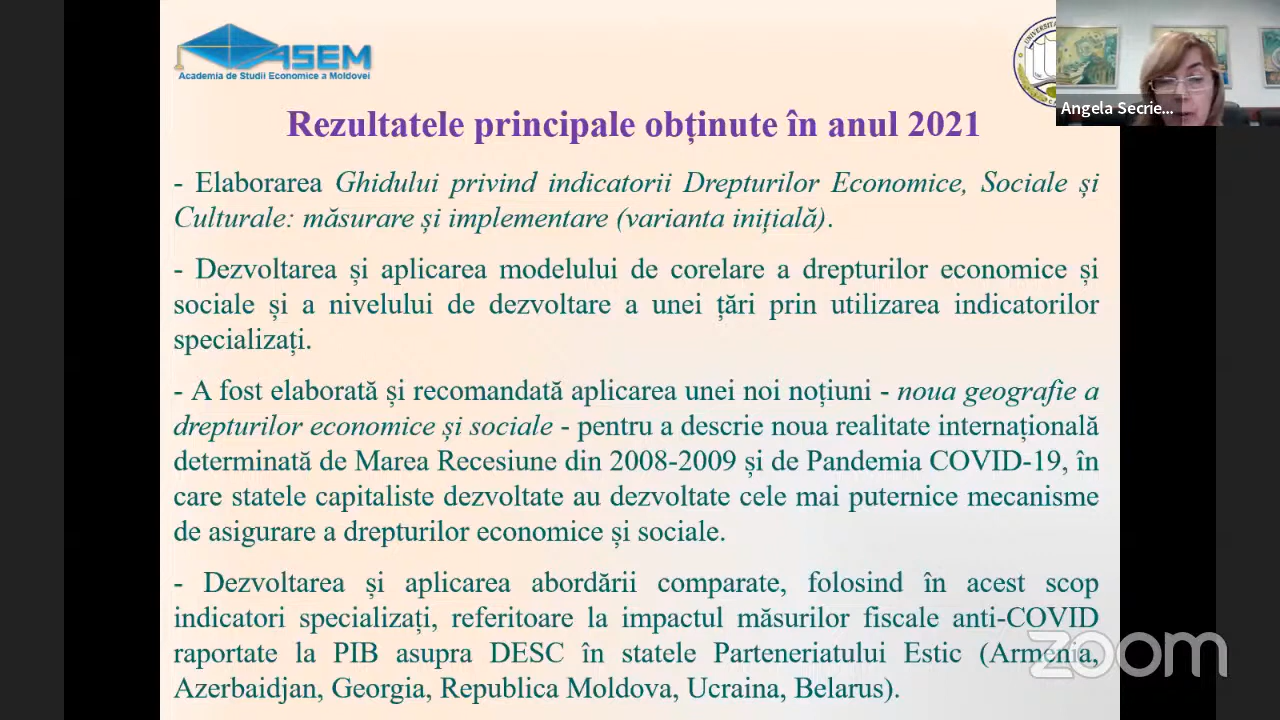 ASEM
Academia de Studii Economice a Moldovei
Angela Secrie...
Rezultatele principale obținute în anul 2021
- Elaborarea Ghidului privind indicatorii Drepturilor Economice, Sociale și
Culturale: măsurare și implementare (varianta inițială).
- Dezvoltarea și aplicarea modelului de corelare a drepturilor economice și
sociale și a nivelului de dezvoltare a unei țări prin utilizarea indicatorilor
specializați.
- A fost elaborată și recomandată aplicarea unei noi noțiuni - noua geografie a
drepturilor economice și sociale - pentru a descrie noua realitate internațională
determinată de Marea Recesiune din 2008-2009 și de Pandemia COVID-19, în
care statele capitaliste dezvoltate au dezvoltate cele mai puternice mecanisme
de asigurare a drepturilor economice și sociale.
- Dezvoltarea și aplicarea abordării comparate, folosind în acest scop
indicatori specializați, referitoare la impactul măsurilor fiscale anti-COVID
raportate la PIB asupra DESC în statele Parteneriatului Estic (Armenia,
Azerbaidjan, Georgia, Republica Moldova, Ucraina, Belarus).
zoom